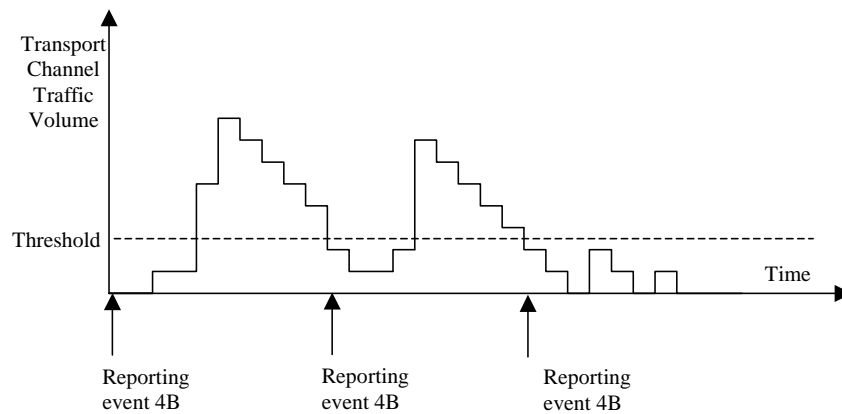 Transport
Channel
Traffic
Volume
Threshold
Time
Reporting
event 4B
Reporting
event 4B
Reporting
event 4B